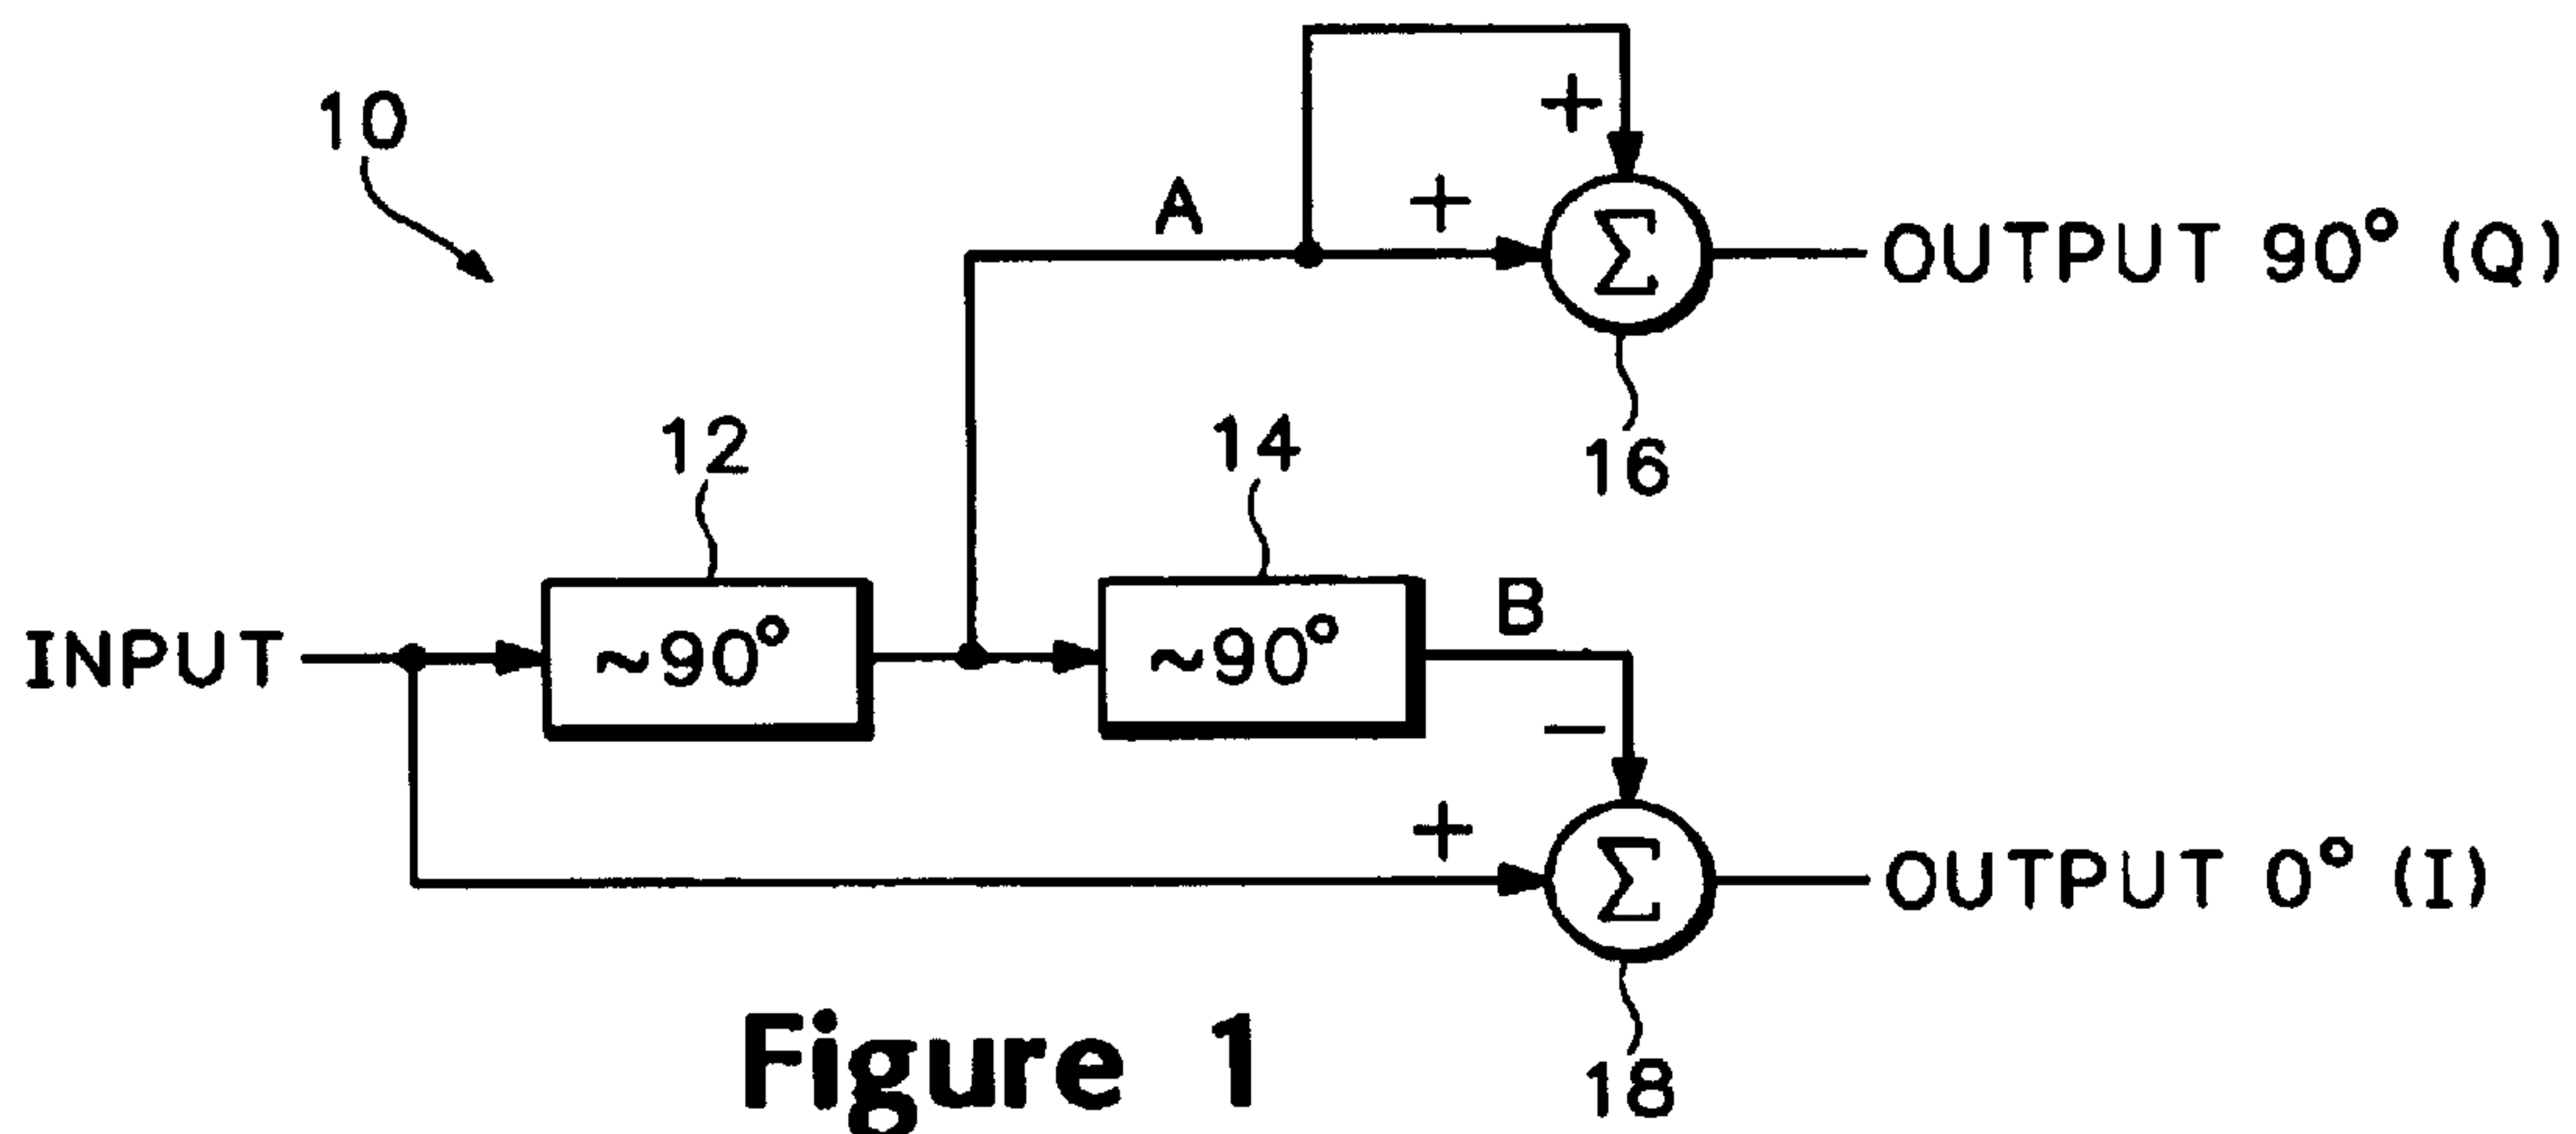 10
+
A
+
Σ
OUTPUT 90° (Q)
16
12
14
INPUT
~90°
~90°
B
−
+
Σ
OUTPUT 0° (I)
18
Figure 1